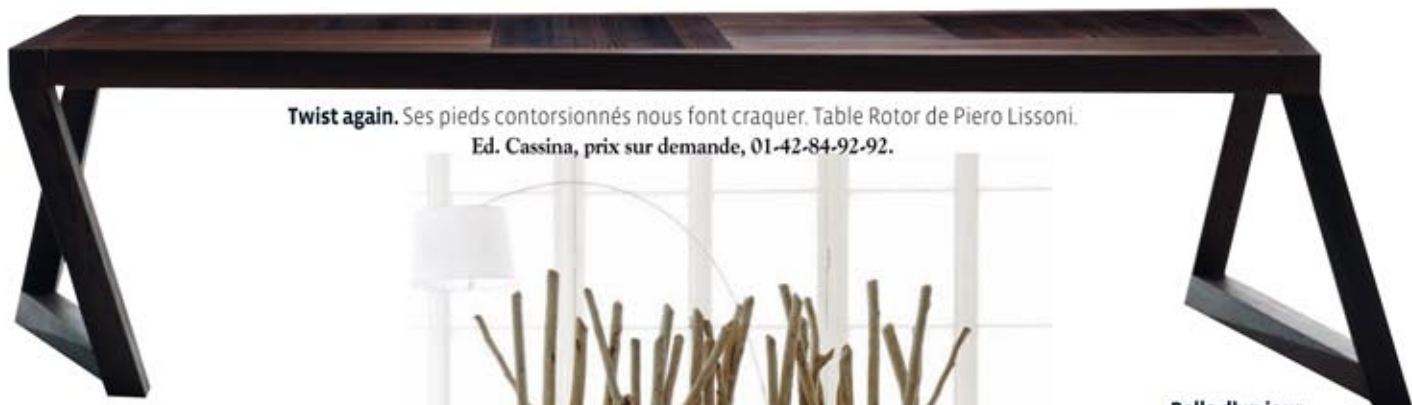 Twist again. Ses pieds contorsionnés nous font craquer. Table Rotor de Piero Lissoni.
Ed. Cassina, prix sur demande, 01-42-84-92-92.